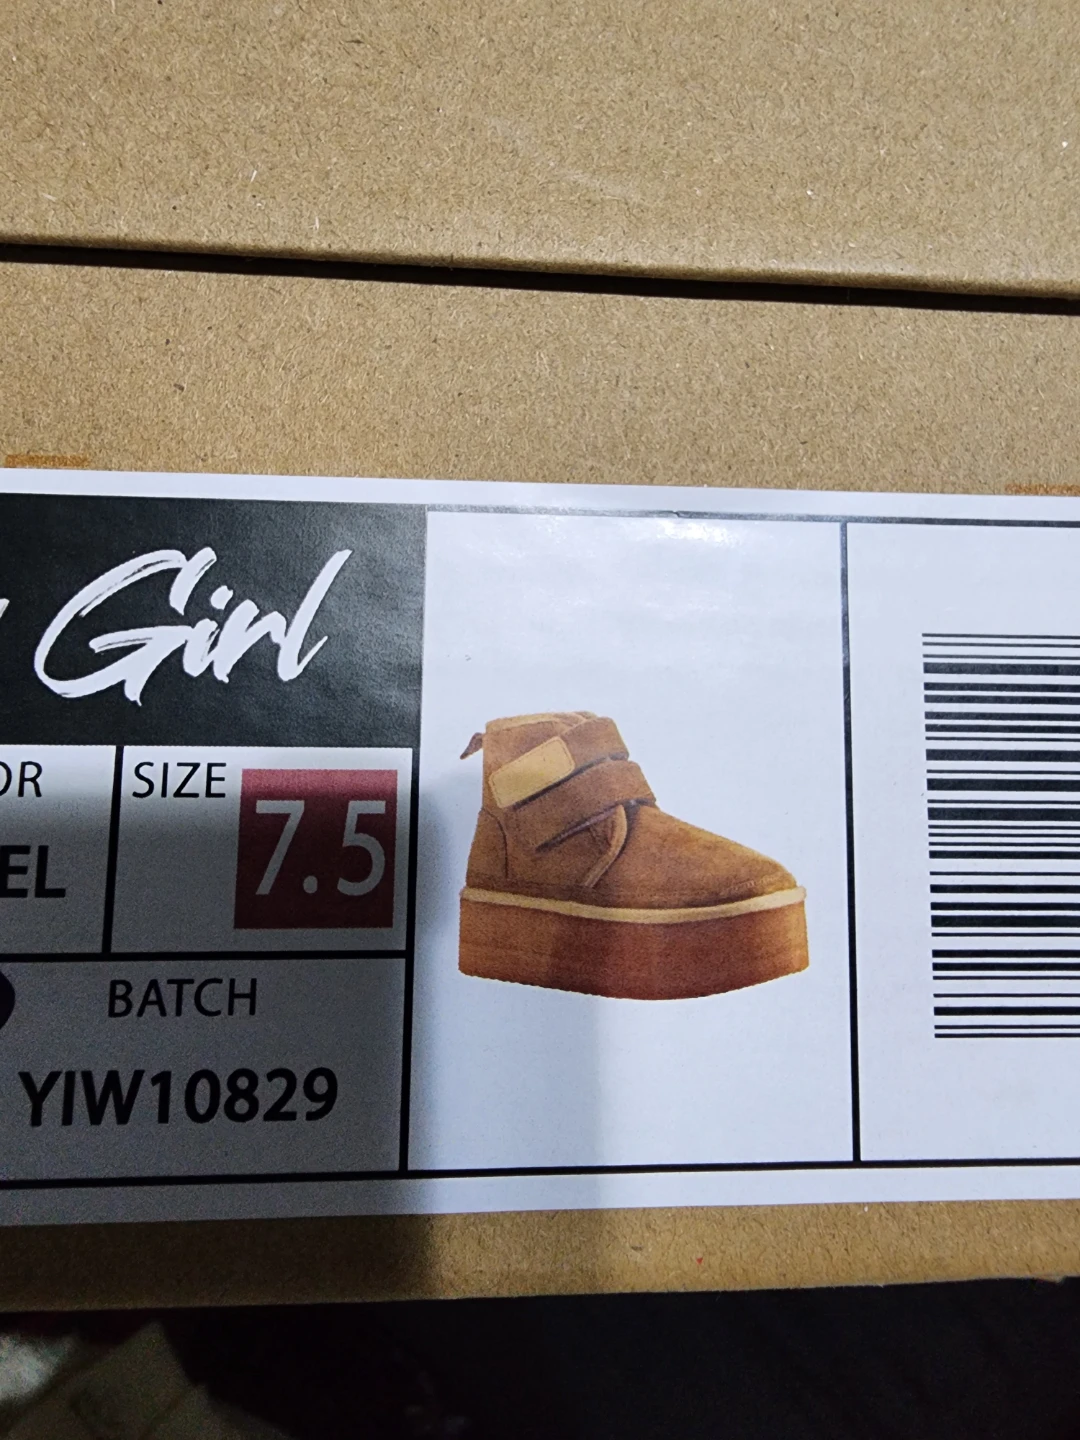 Girl
OR
SIZE
7.5
EL
BATCH
YIW10829